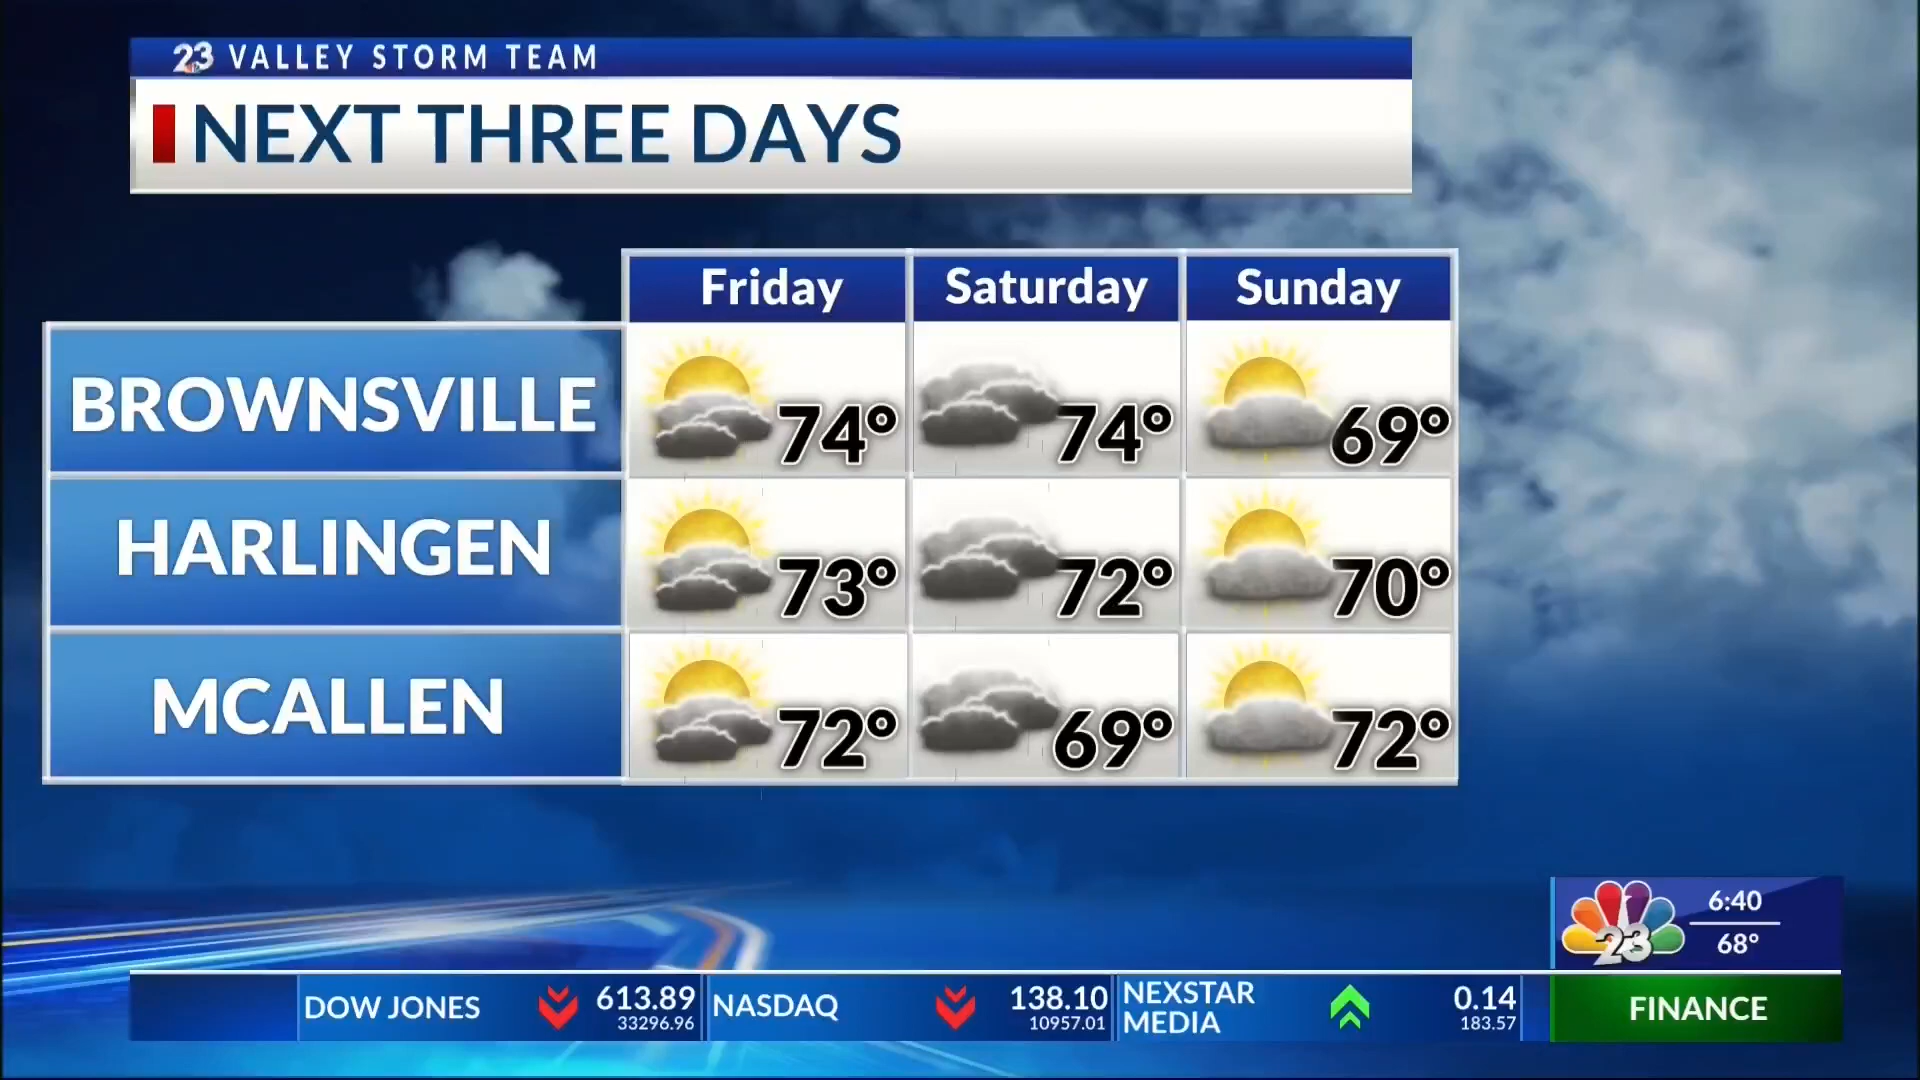 23 VALLEY STORM TEAM
NEXT THREE DAYS
Friday Saturday Sunday
BROWNSVILLE 74° 74° 69°
HARLINGEN 73° 72° 70°
MCALLEN 72° 69° 72°
23
6:40
68°
DOW JONES 613.89
33296.96
NASDAQ 138.10
10957.01
NEXSTAR
MEDIA
0.14
183.57
FINANCE